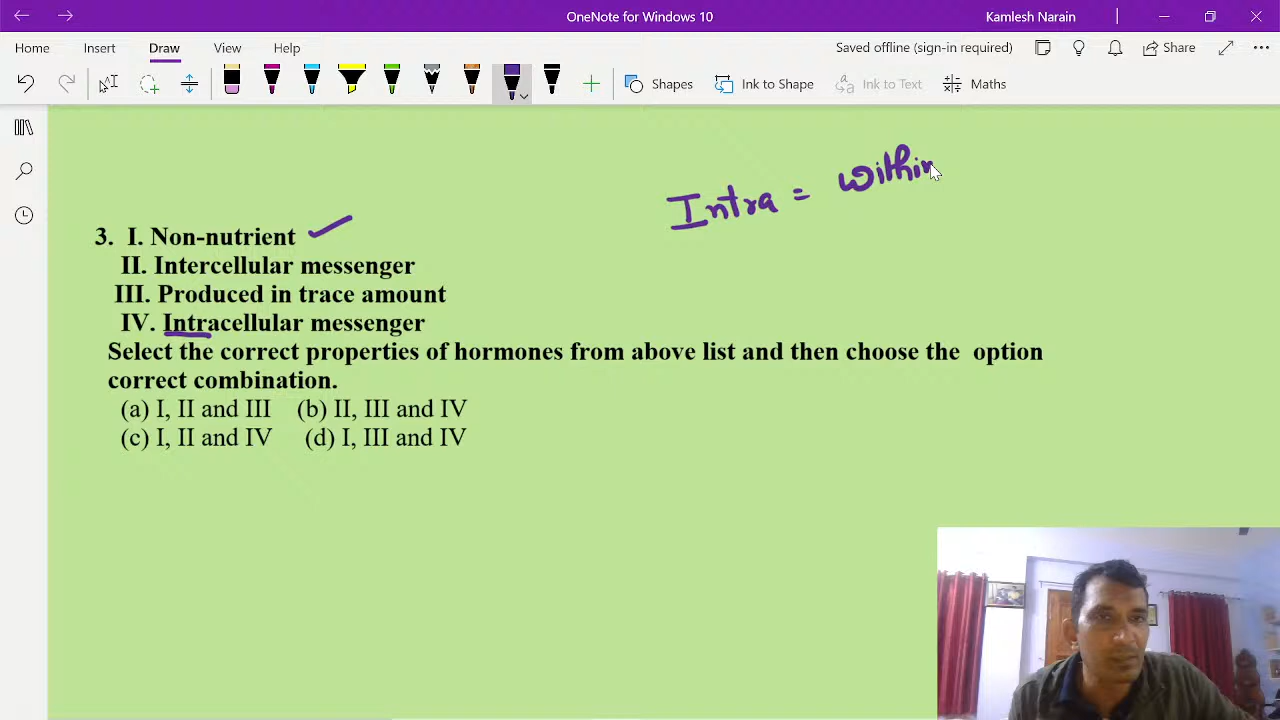 OneNote for Windows 10
Kamlesh Narain
Home Insert Draw View Help
Saved offline (sign-in required)
Share
Shapes
Ink to Shape
Ink to Text
Maths
Intra = within
3. I. Non-nutrient
II. Intercellular messenger
III. Produced in trace amount
IV. Intracellular messenger
Select the correct properties of hormones from above list and then choose the option
correct combination.
(a) I, II and III (b) II, III and IV
(c) I, II and IV (d) I, III and IV